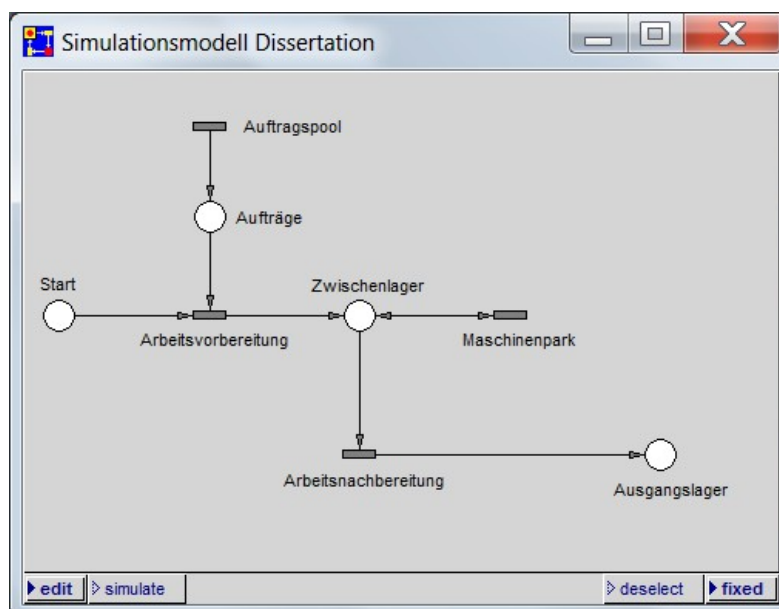 Simulationsmodell Dissertation
Auftragspool
Aufträge
Start
Zwischenlager
Arbeitsvorbereitung
Maschinenpark
Arbeitsnachbereitung
Ausgangslager
edit
simulate
deselect
fixed